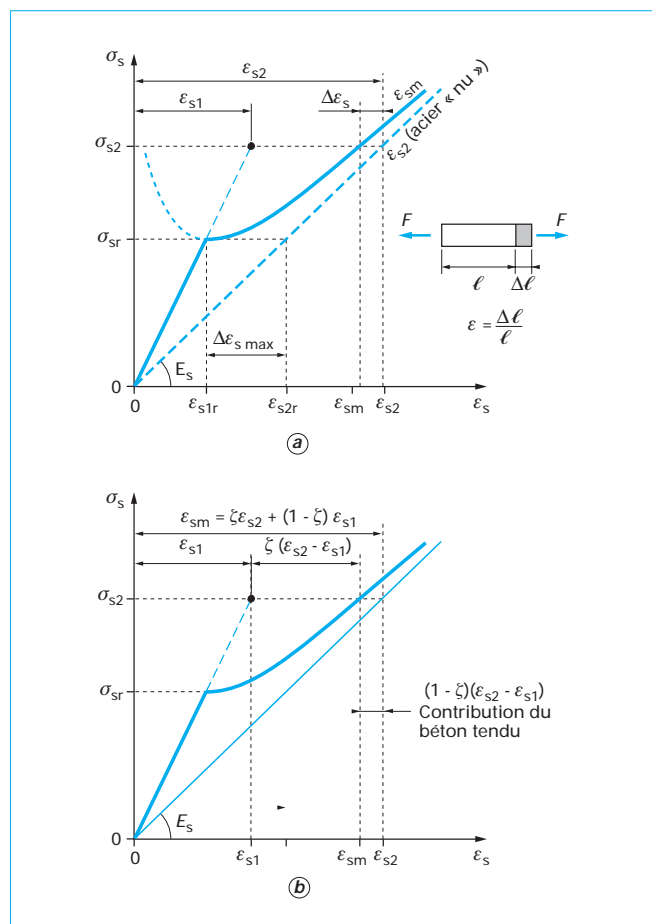 σs
εs2
εs1
Δεs
εsm
εs2 (acier « nu »)
σs2
σsr
F
F
ℓ
Δℓ
ε = Δℓ/ℓ
Δεs max
Es
0
0
εs1r
εs2r
εsm
εs2
εs
a
σs
εsm = ζεs2 + (1 - ζ) εs1
εs1
ζ (εs2 - εs1)
σs2
σsr
(1 - ζ)(εs2 - εs1)
Contribution du
béton tendu
Es
0
0
εs1
εsm
εs2
εs
b